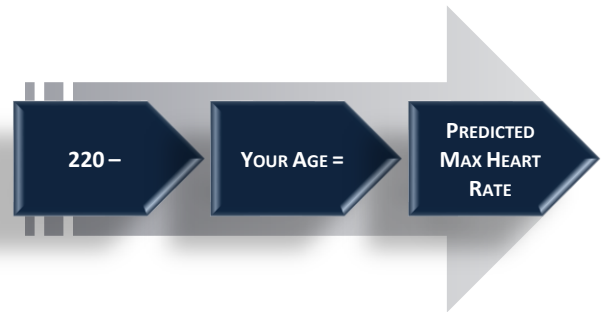 220 –
YOUR AGE =
PREDICTED
MAX HEART
RATE